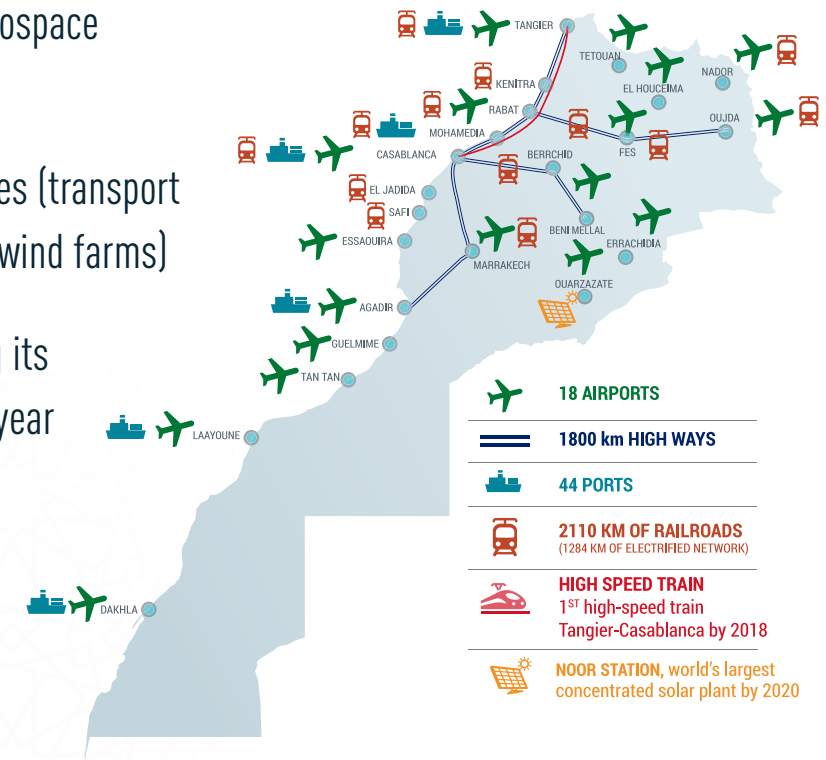 ospace
es (transport
wind farms)
its
year
TANGIER
TETOUAN
NADOR
KENITRA
EL HOUCEIMA
RABAT
OUJDA
MOHAMEDIA
FES
CASABLANCA
BERRCHID
EL JADIDA
SAFI
BENI MELLAL
ESSAOUIRA
ERRACHIDIA
MARRAKECH
OUARZAZATE
AGADIR
GUELMIME
TAN TAN
LAAYOUNE
DAKHLA
18 AIRPORTS
1800 km HIGH WAYS
44 PORTS
2110 KM OF RAILROADS
(1284 KM OF ELECTRIFIED NETWORK)
HIGH SPEED TRAIN
1ST high-speed train
Tangier-Casablanca by 2018
NOOR STATION, world's largest
concentrated solar plant by 2020